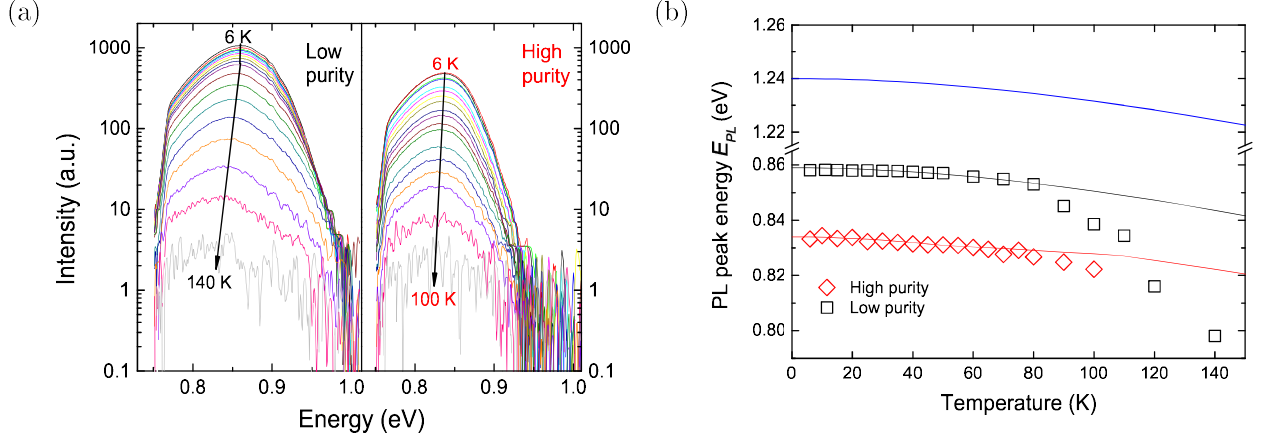 (a)
(b)
1000
100
10
1
0.1
Intensity (a.u.)
6 K
Low
purity
140 K
6 K
High
purity
100 K
1000
100
10
1
0.1
0.8
0.9
1.0
0.8
0.9
1.0
Energy (eV)
PL peak energy E_PL (eV)
1.26
1.24
1.22
0.86
0.84
0.82
0.80
High purity
Low purity
0
20
40
60
80
100
120
140
Temperature (K)